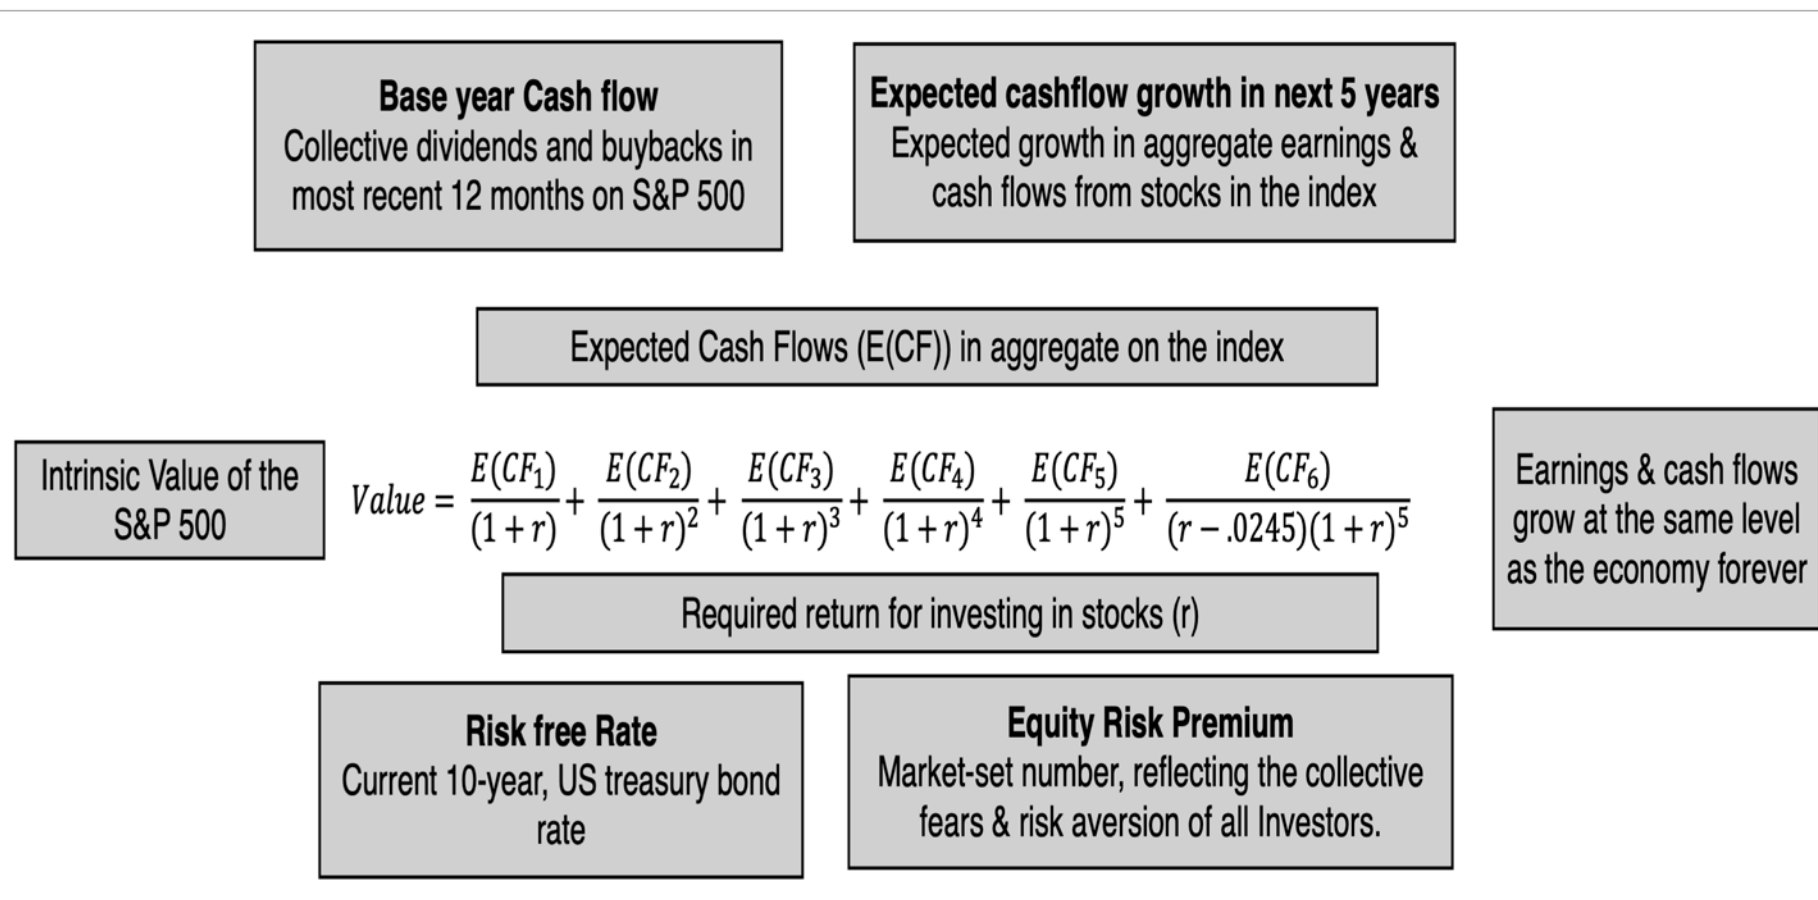 Base year Cash flow
Collective dividends and buybacks in
most recent 12 months on S&P 500
Expected cashflow growth in next 5 years
Expected growth in aggregate earnings &
cash flows from stocks in the index
Expected Cash Flows (E(CF)) in aggregate on the index
Intrinsic Value of the
S&P 500
Value = E(CF₁)/(1+r) + E(CF₂)/(1+r)² + E(CF₃)/(1+r)³ + E(CF₄)/(1+r)⁴ + E(CF₅)/(1+r)⁵ + E(CF₆)/(r−.0245)(1+r)⁵
Earnings & cash flows
grow at the same level
as the economy forever
Required return for investing in stocks (r)
Risk free Rate
Current 10-year, US treasury bond
rate
Equity Risk Premium
Market-set number, reflecting the collective
fears & risk aversion of all Investors.